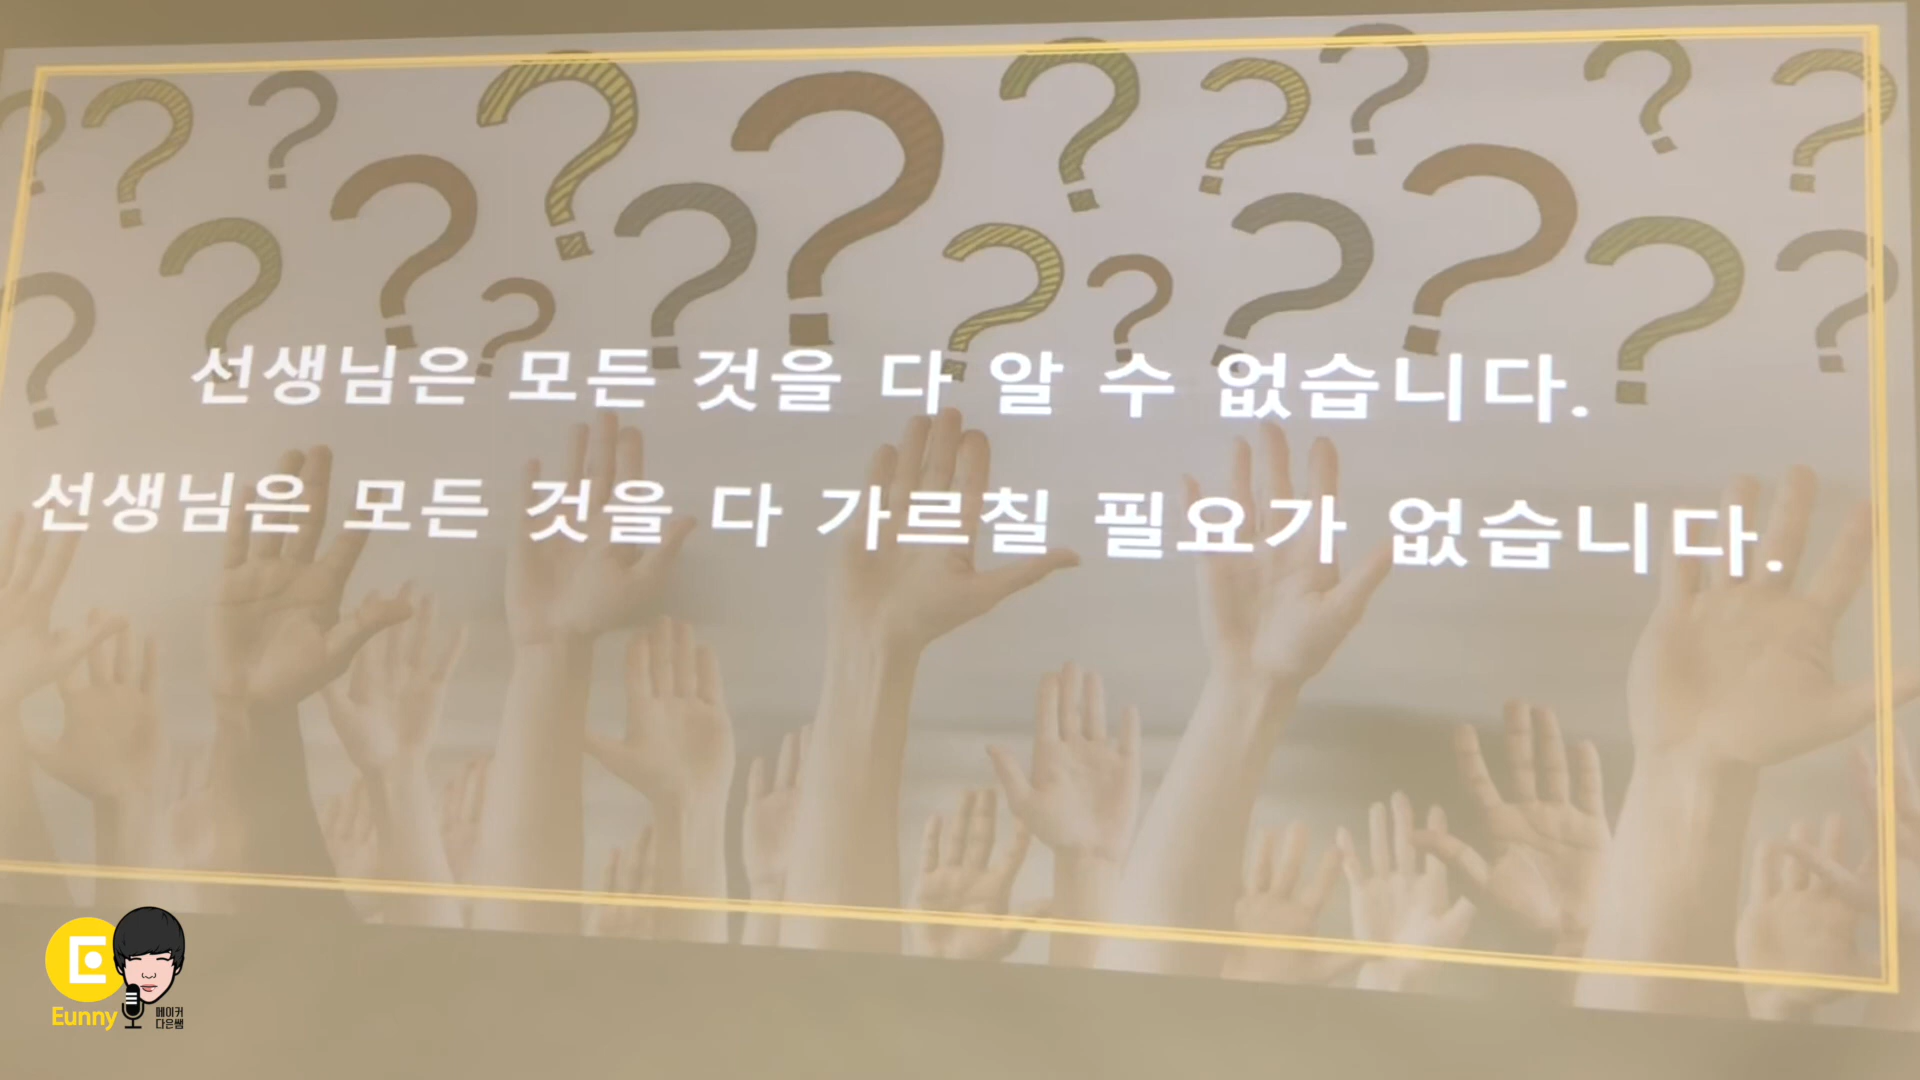 선생님은 모든 것을 다 알 수 없습니다.
선생님은 모든 것을 다 가르칠 필요가 없습니다.
Eunny
메이커
다은쌤